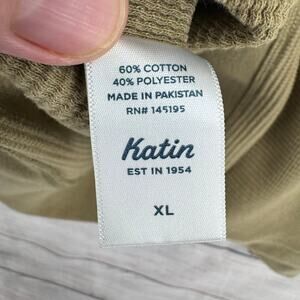 60% COTTON
40% POLYESTER
MADE IN PAKISTAN
RN# 145195
Katin
EST IN 1954
XL